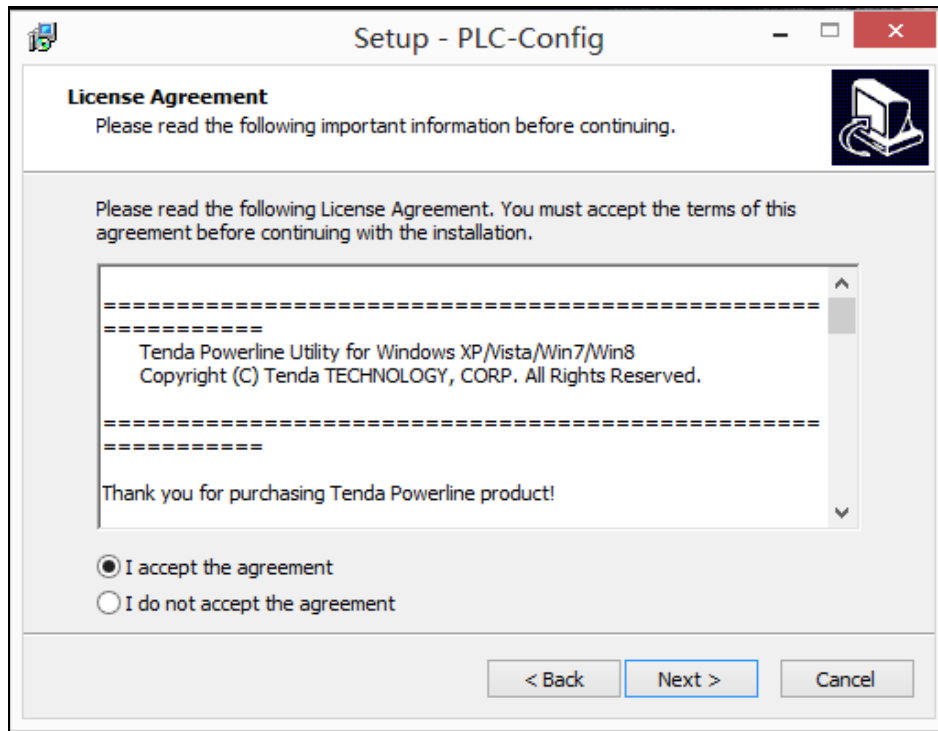 Setup - PLC-Config
License Agreement
Please read the following important information before continuing.
Please read the following License Agreement. You must accept the terms of this
agreement before continuing with the installation.
=================================================
===========
Tenda Powerline Utility for Windows XP/Vista/Win7/Win8
Copyright (C) Tenda TECHNOLOGY, CORP. All Rights Reserved.
=================================================
===========
Thank you for purchasing Tenda Powerline product!
I accept the agreement
I do not accept the agreement
< Back Next > Cancel